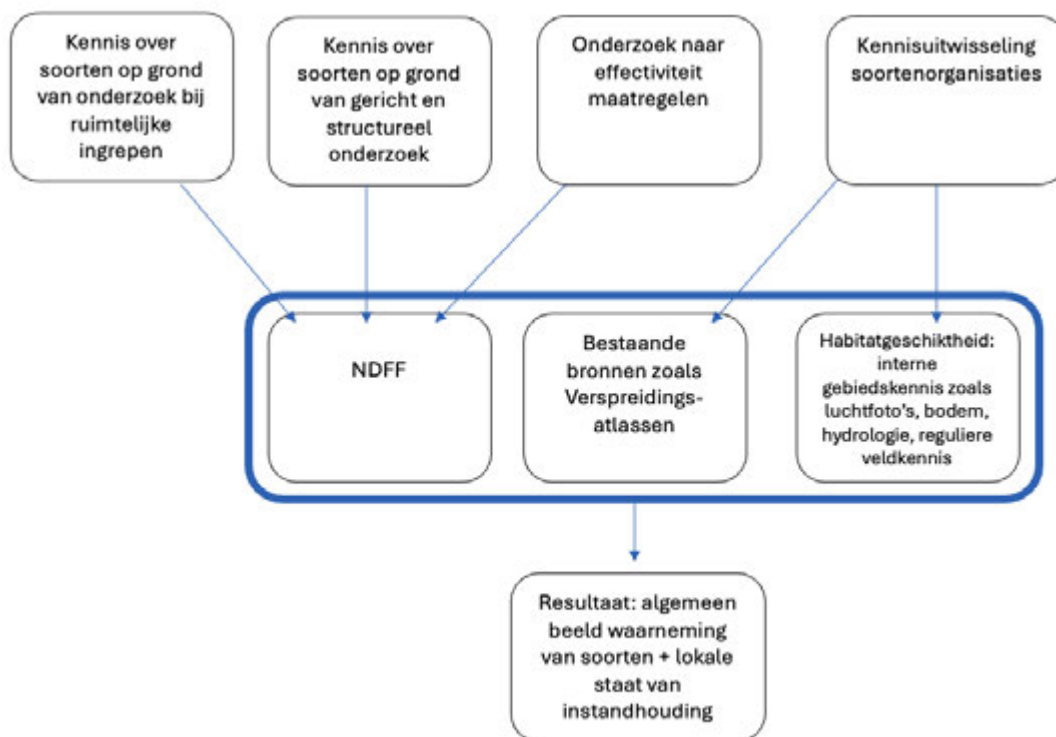 Kennis over
soorten op grond
van onderzoek bij
ruimtelijke
ingrepen
Kennis over
soorten op grond
van gericht en
structureel
onderzoek
Onderzoek naar
effectiviteit
maatregelen
Kennisuitwisseling
soortenorganisaties
NDFF
Bestaande
bronnen zoals
Verspreidings-
atlassen
Habitatgeschiktheid:
interne
gebiedskennis zoals
luchtfoto's, bodem,
hydrologie, reguliere
veldkennis
Resultaat: algemeen
beeld waarneming
van soorten + lokale
staat van
instandhouding